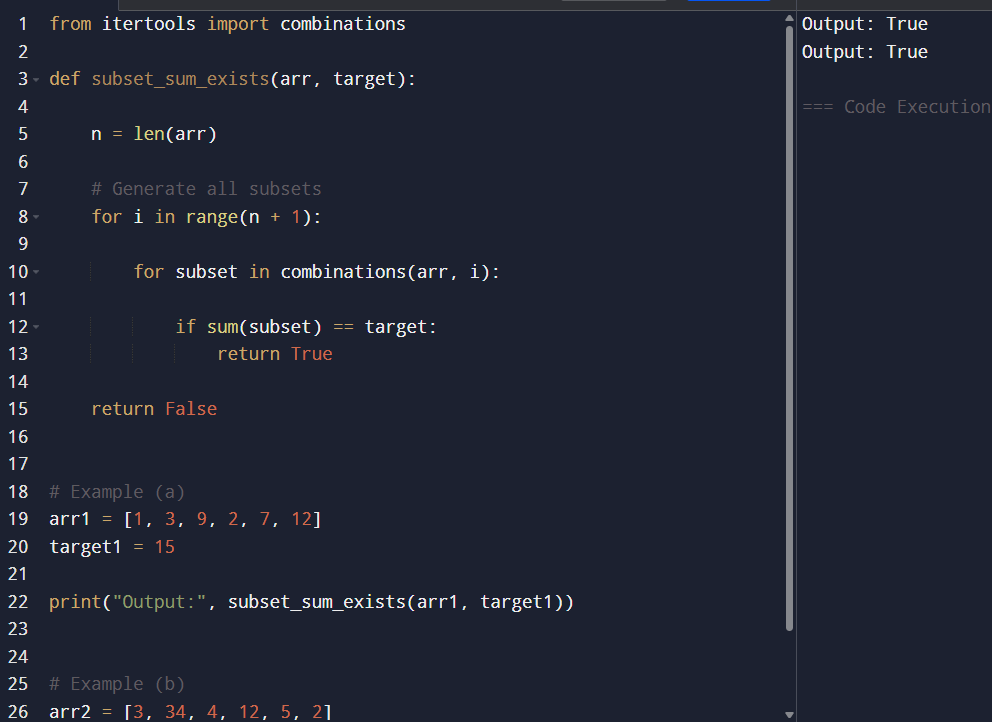 1 from itertools import combinations
2
3 def subset_sum_exists(arr, target):
4
5     n = len(arr)
6
7     # Generate all subsets
8     for i in range(n + 1):
9
10         for subset in combinations(arr, i):
11
12             if sum(subset) == target:
13                 return True
14
15     return False
16
17
18 # Example (a)
19 arr1 = [1, 3, 9, 2, 7, 12]
20 target1 = 15
21
22 print("Output:", subset_sum_exists(arr1, target1))
23
24
25 # Example (b)
26 arr2 = [3, 34, 4, 12, 5, 2]
Output: True
Output: True
=== Code Execution